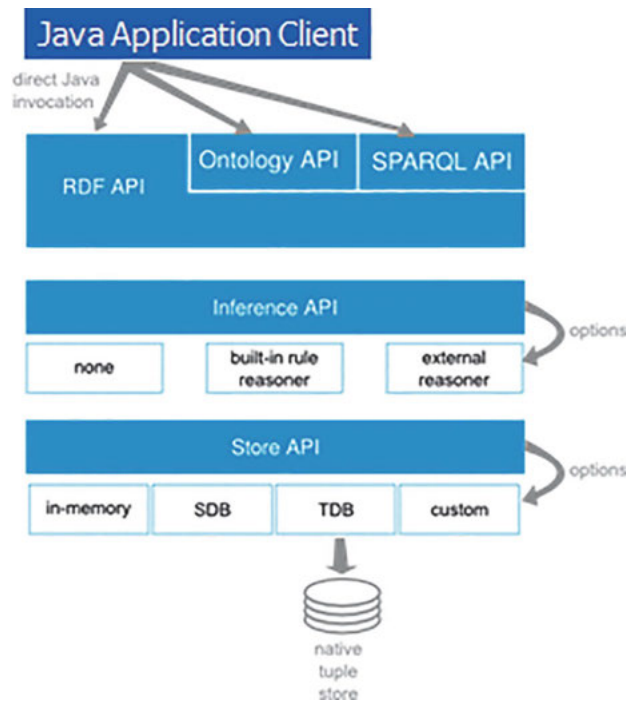 Java Application Client
direct Java
invocation
RDF API
Ontology API
SPARQL API
Inference API
options
none
built-in rule
reasoner
external
reasoner
Store API
options
in-memory
SDB
TDB
custom
native
tuple
store